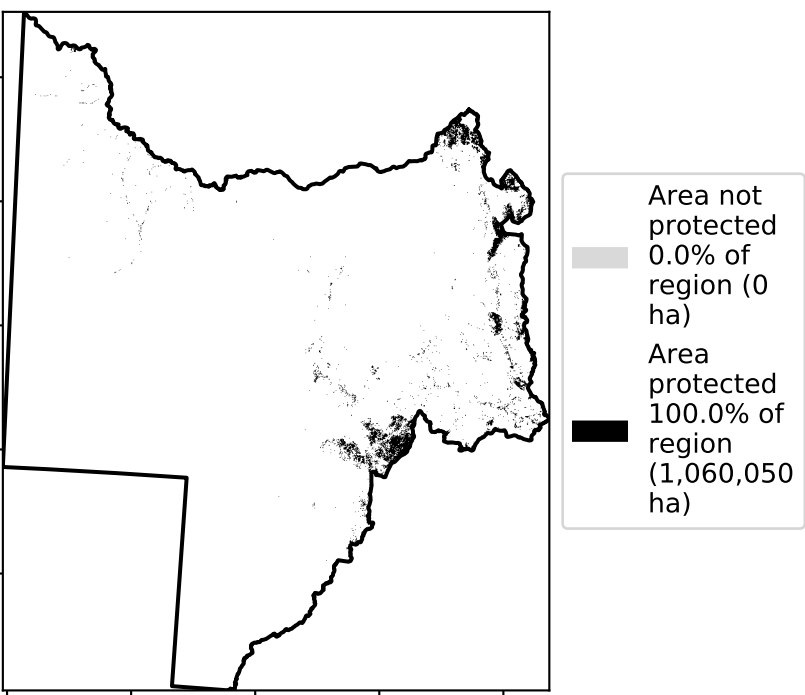 Area not
protected
0.0% of
region (0
ha)
Area
protected
100.0% of
region
(1,060,050
ha)